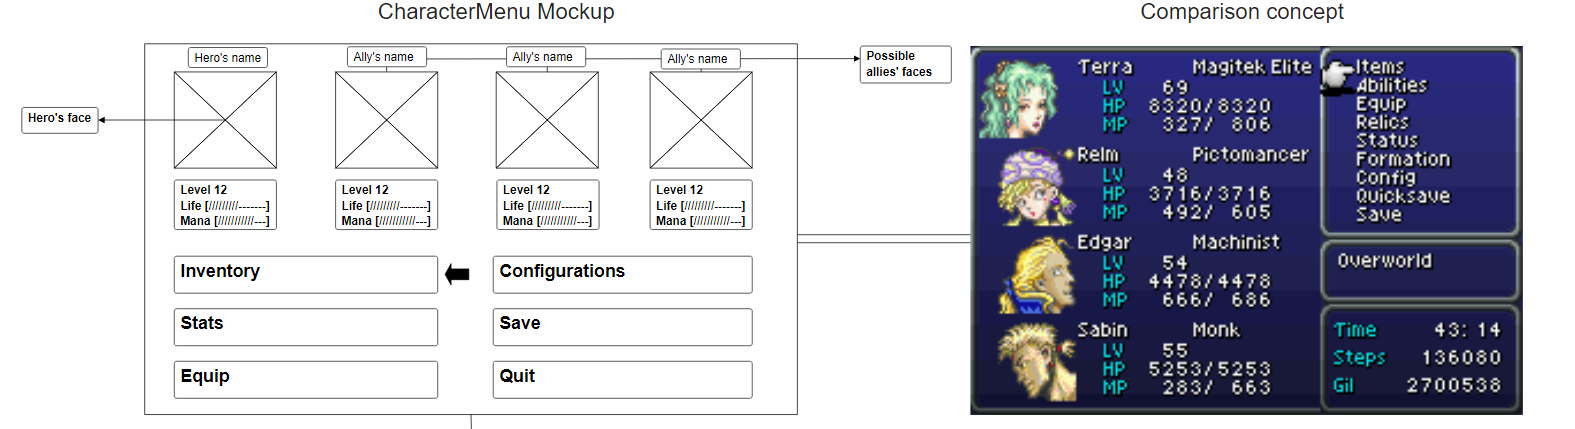 CharacterMenu Mockup
Comparison concept
Hero's name
Ally's name
Ally's name
Ally's name
Possible
allies' faces
Hero's face
Level 12
Life [/////////-------]
Mana [///////////---]
Level 12
Life [/////////-------]
Mana [///////////---]
Level 12
Life [/////////-------]
Mana [///////////---]
Level 12
Life [/////////-------]
Mana [///////////---]
Inventory
Configurations
Stats
Save
Equip
Quit
Terra Magitek Elite
LV 69
HP 8320/8320
MP 327/ 806
Relm Pictomancer
LV 48
HP 3716/3716
MP 492/ 605
Edgar Machinist
LV 54
HP 4478/4478
MP 666/ 686
Sabin Monk
LV 55
HP 5253/5253
MP 283/ 663
Items
Abilities
Equip
Relics
Status
Formation
Config
Quicksave
Save
Overworld
Time 43: 14
Steps 136080
Gil 2700538